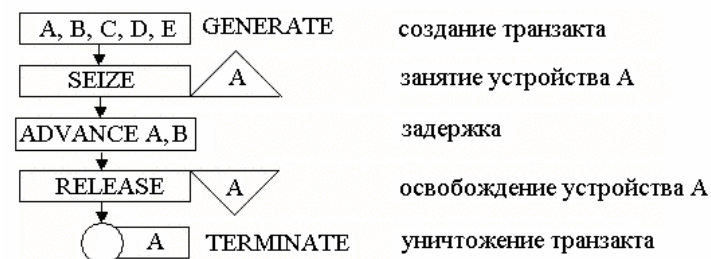 A, B, C, D, E GENERATE создание транзакта
SEIZE A занятие устройства A
ADVANCE A, B задержка
RELEASE A освобождение устройства A
A TERMINATE уничтожение транзакта